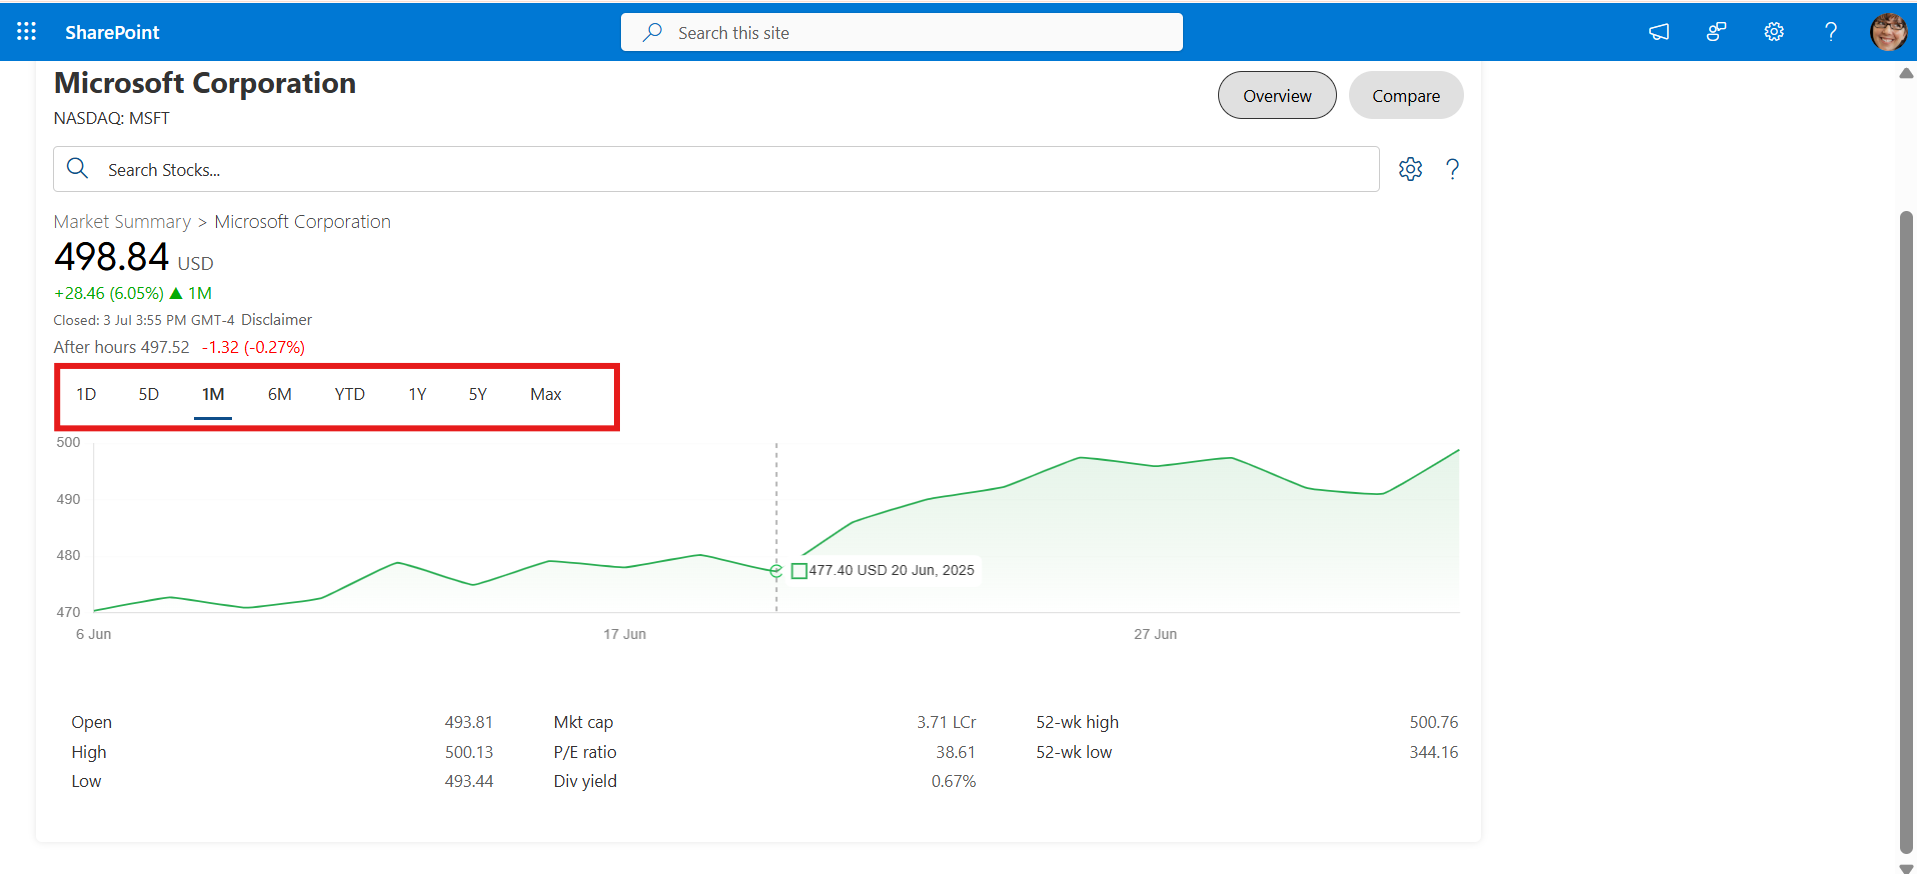 SharePoint
Search this site
Microsoft Corporation
NASDAQ: MSFT
Overview
Compare
Search Stocks...
Market Summary > Microsoft Corporation
498.84 USD
+28.46 (6.05%) ▲ 1M
Closed: 3 Jul 3:55 PM GMT-4 Disclaimer
After hours 497.52 -1.32 (-0.27%)
1D 5D 1M 6M YTD 1Y 5Y Max
500
490
480
470
477.40 USD 20 Jun, 2025
6 Jun 17 Jun 27 Jun
Open 493.81 Mkt cap 3.71 LCr 52-wk high 500.76
High 500.13 P/E ratio 38.61 52-wk low 344.16
Low 493.44 Div yield 0.67%